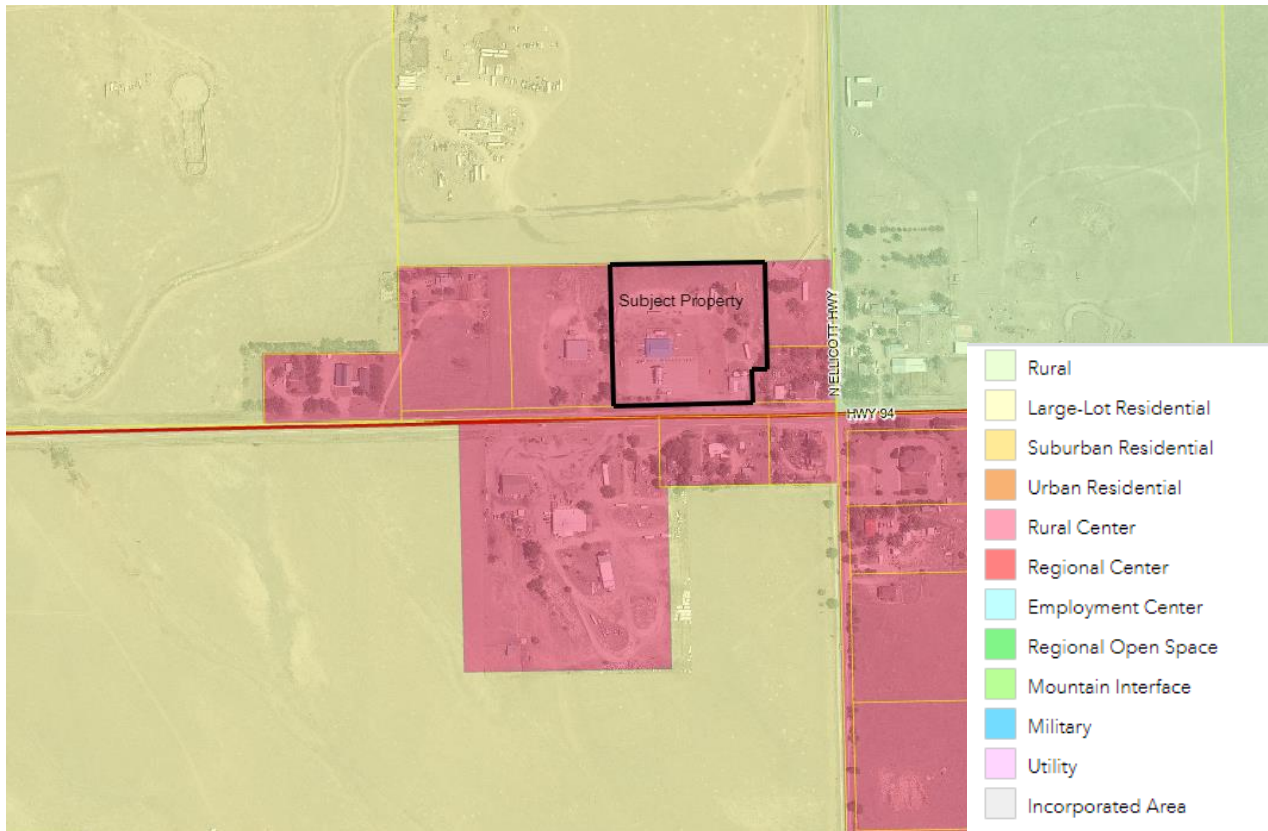 Subject Property
N ELLICOTT HWY
HWY 94
Rural
Large-Lot Residential
Suburban Residential
Urban Residential
Rural Center
Regional Center
Employment Center
Regional Open Space
Mountain Interface
Military
Utility
Incorporated Area